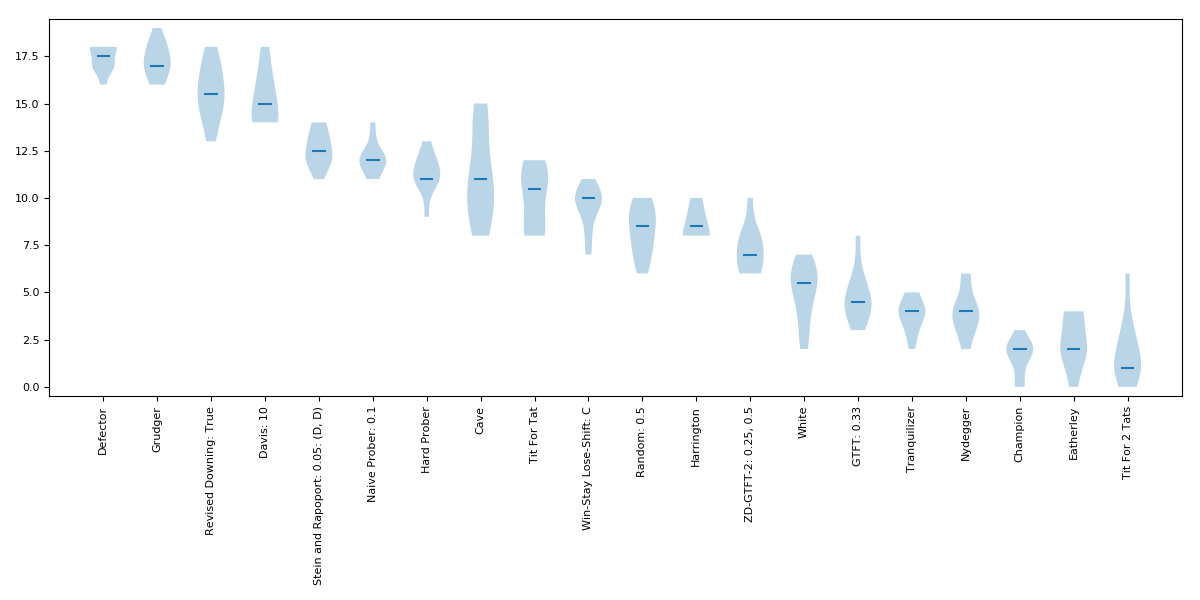 17.5
15.0
12.5
10.0
7.5
5.0
2.5
0.0
Defector
Grudger
Revised Downing: True
Davis: 10
Stein and Rapoport: 0.05: (D, D)
Naive Prober: 0.1
Hard Prober
Cave
Tit For Tat
Win-Stay Lose-Shift: C
Random: 0.5
Harrington
ZD-GTFT-2: 0.25, 0.5
White
GTFT: 0.33
Tranquilizer
Nydegger
Champion
Eatherley
Tit For 2 Tats